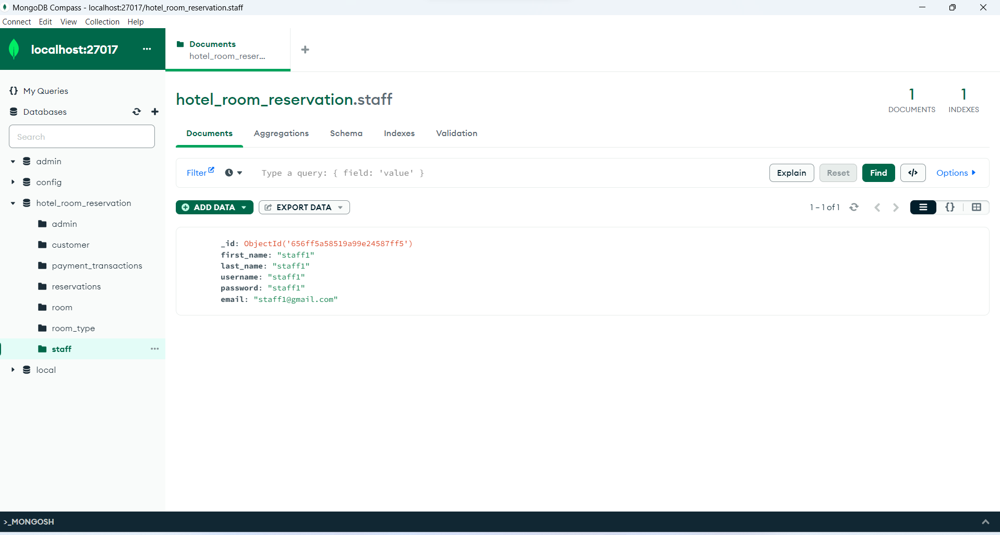 MongoDB Compass - localhost:27017/hotel_room_reservation.staff
Connect Edit View Collection Help
localhost:27017 ···
Documents
hotel_room_reser...
+
{} My Queries
Databases
Search
admin
config
hotel_room_reservation
admin
customer
payment_transactions
reservations
room
room_type
staff ···
local
hotel_room_reservation.staff
1 DOCUMENTS
1 INDEXES
Documents Aggregations Schema Indexes Validation
Filter Type a query: { field: 'value' } Explain Reset Find </> Options
ADD DATA EXPORT DATA 1 – 1 of 1 {}
_id: ObjectId('656ff5a58519a99e24587ff5')
first_name: "staff1"
last_name: "staff1"
username: "staff1"
password: "staff1"
email: "staff1@gmail.com"
>_MONGOSH